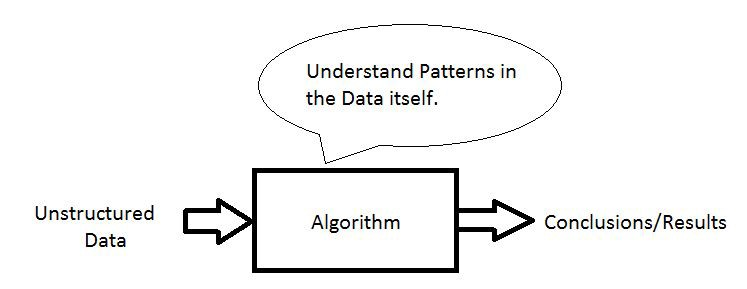 Understand Patterns in
the Data itself.
Unstructured
Data
Algorithm
Conclusions/Results